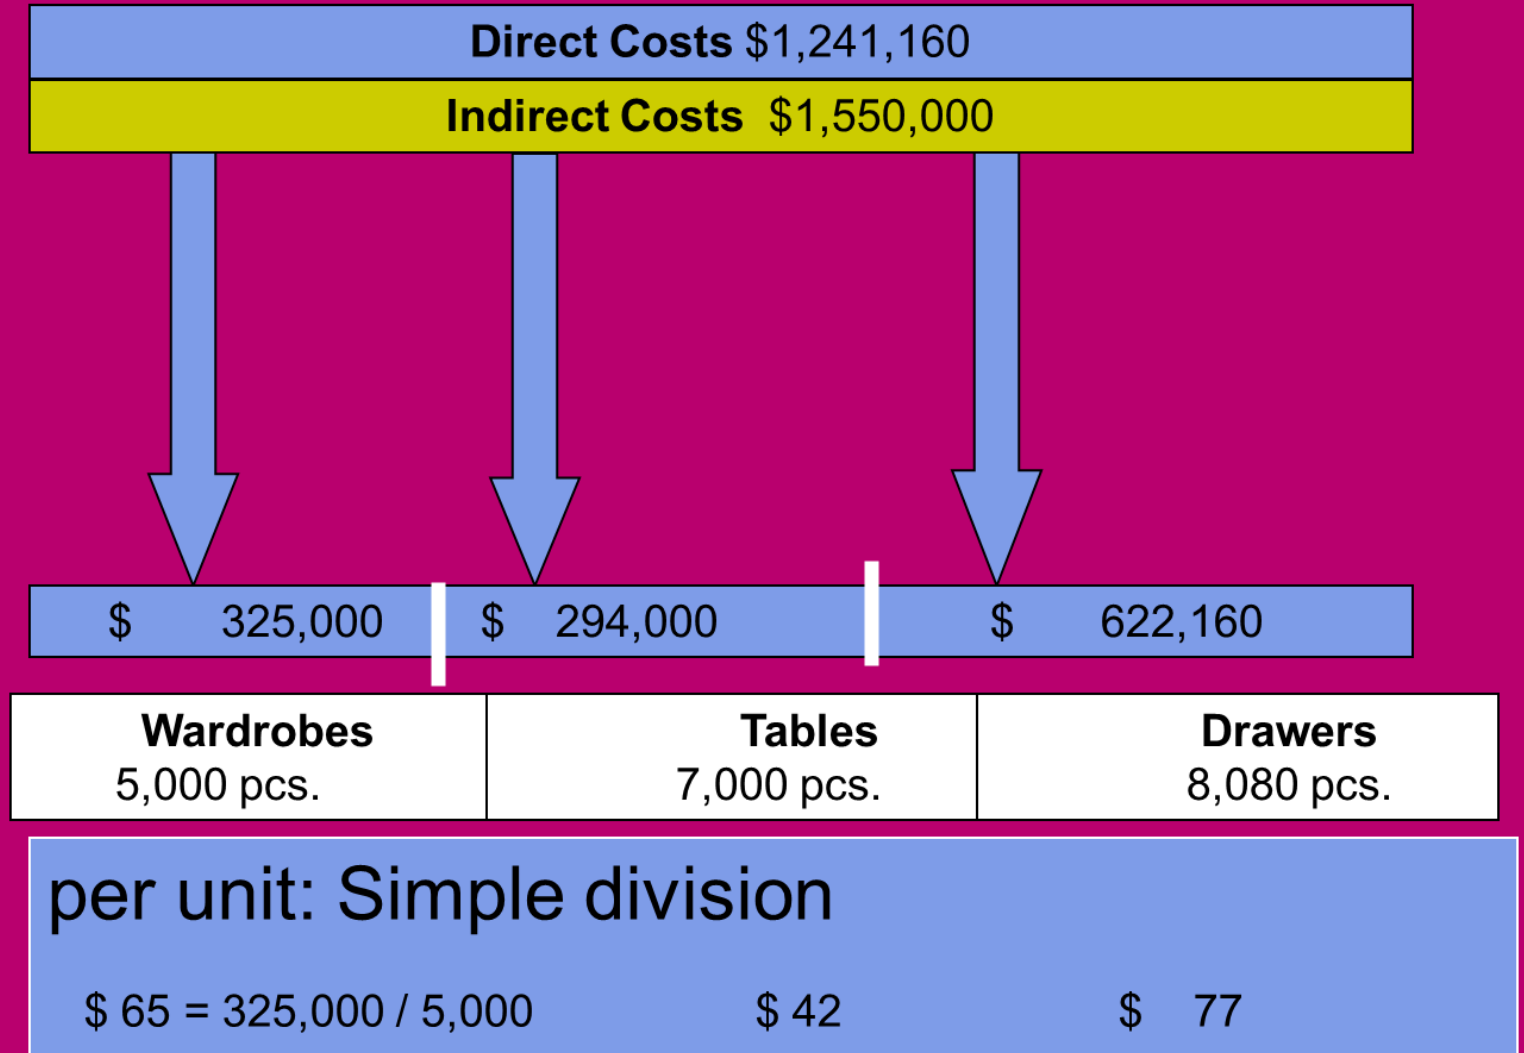 Direct Costs $1,241,160
Indirect Costs $1,550,000
$ 325,000 $ 294,000 $ 622,160
Wardrobes Tables Drawers
5,000 pcs. 7,000 pcs. 8,080 pcs.
per unit: Simple division
$ 65 = 325,000 / 5,000 $ 42 $ 77